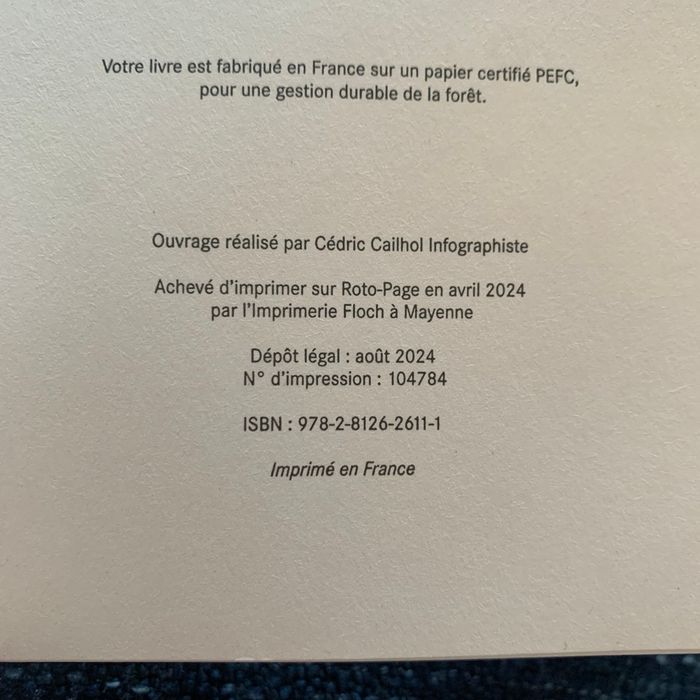 Votre livre est fabriqué en France sur un papier certifié PEFC,
pour une gestion durable de la forêt.
Ouvrage réalisé par Cédric Cailhol Infographiste
Achevé d'imprimer sur Roto-Page en avril 2024
par l'Imprimerie Floch à Mayenne
Dépôt légal : août 2024
N° d'impression : 104784
ISBN : 978-2-8126-2611-1
Imprimé en France